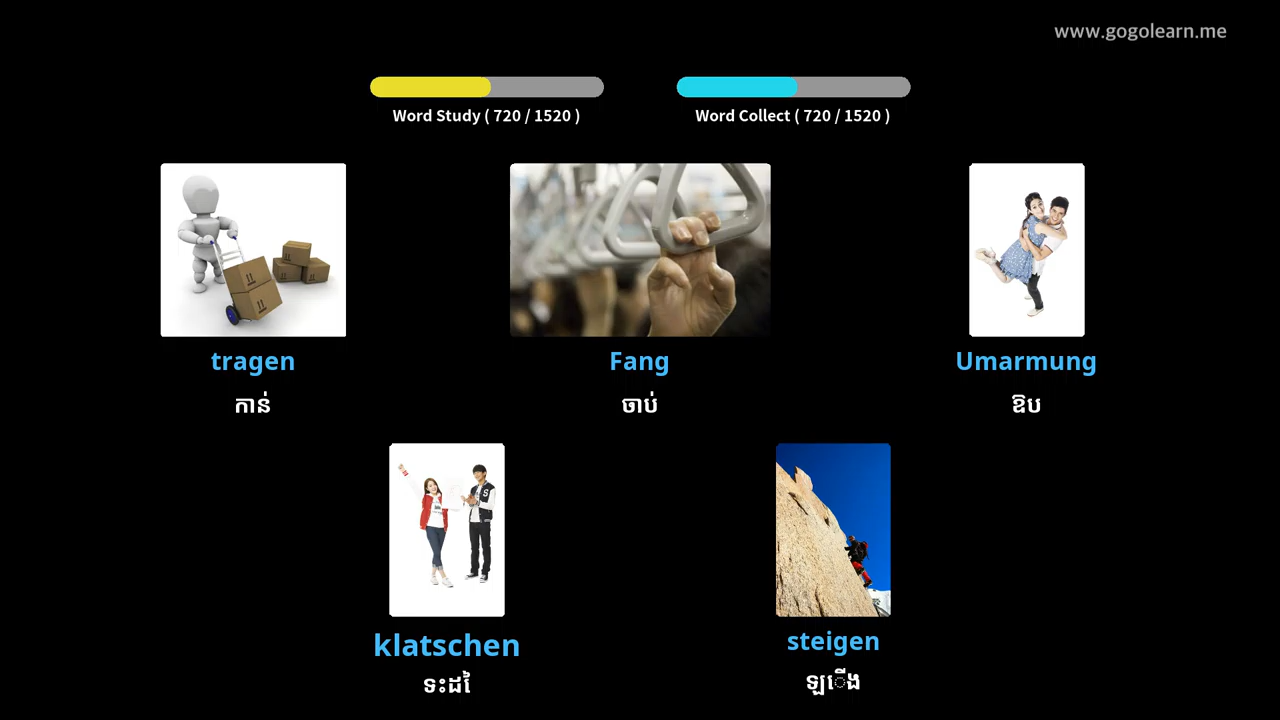 www.gogolearn.me
Word Study ( 720 / 1520 )
Word Collect ( 720 / 1520 )
tragen
Fang
Umarmung
កាន់
ចាប់
ឱប
klatschen
steigen
ទះដៃ
ឡើង